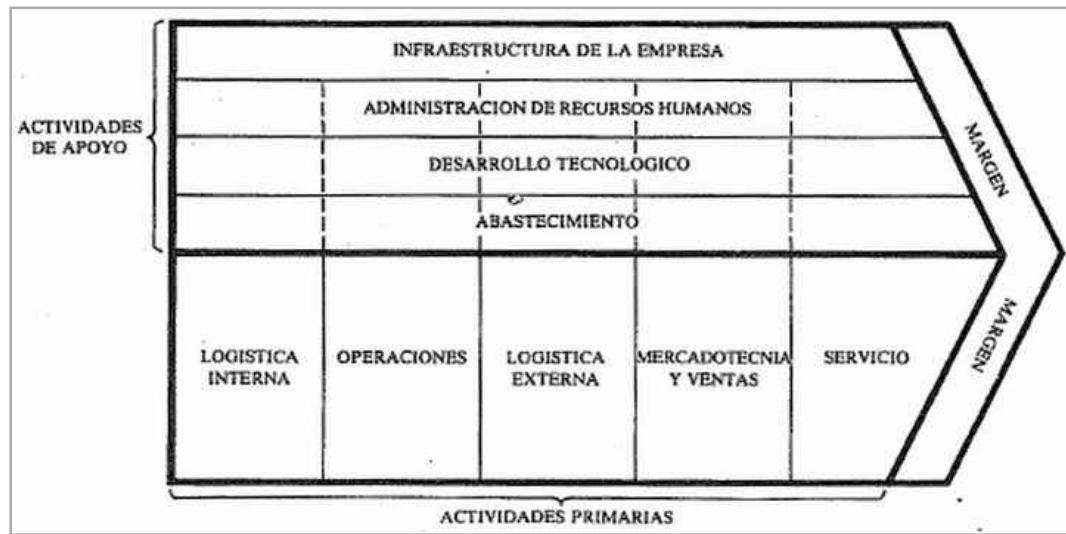 INFRAESTRUCTURA DE LA EMPRESA
ADMINISTRACION DE RECURSOS HUMANOS
ACTIVIDADES
DE APOYO
DESARROLLO TECNOLOGICO
ABASTECIMIENTO
MARGEN
LOGISTICA
INTERNA
OPERACIONES
LOGISTICA
EXTERNA
MERCADOTECNIA
Y VENTAS
SERVICIO
MARGEN
ACTIVIDADES PRIMARIAS